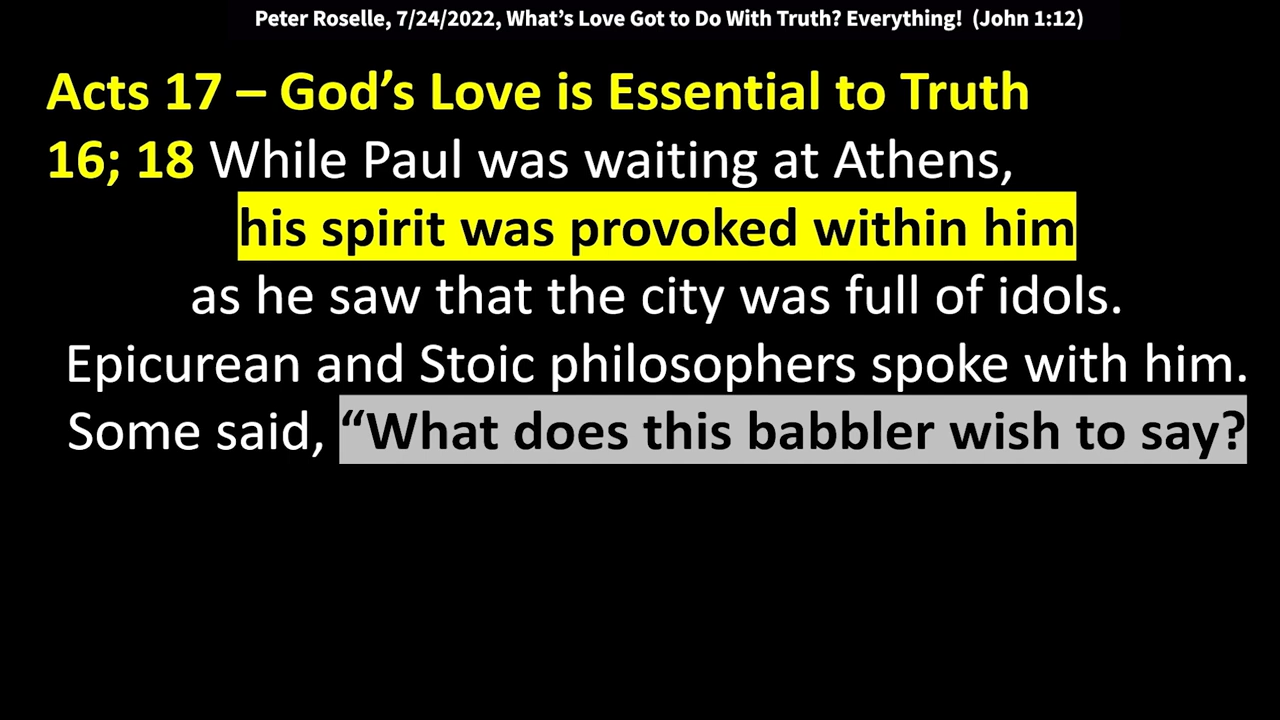 Peter Roselle, 7/24/2022, What’s Love Got to Do With Truth? Everything!  (John 1:12)
Acts 17 – God’s Love is Essential to Truth
16; 18 While Paul was waiting at Athens,
his spirit was provoked within him
as he saw that the city was full of idols.
Epicurean and Stoic philosophers spoke with him.
Some said, “What does this babbler wish to say?